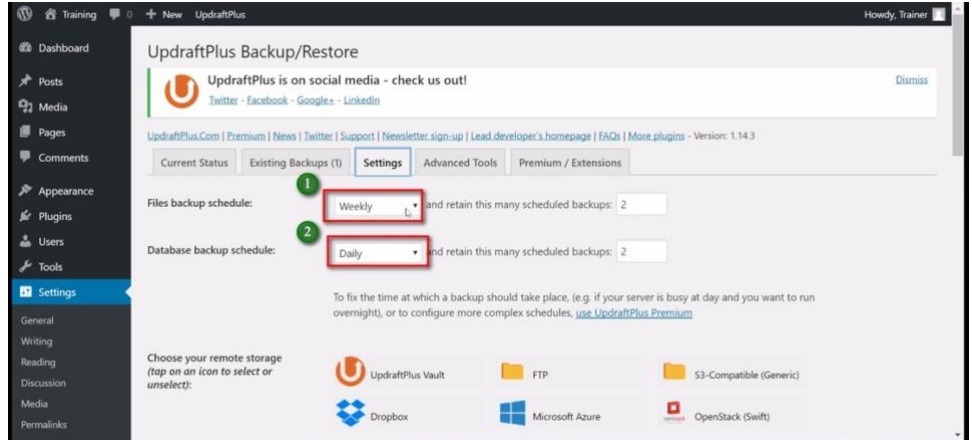 Training 0 + New UpdraftPlus Howdy, Trainer
Dashboard
Posts
Media
Pages
Comments
Appearance
Plugins
Users
Tools
Settings
General
Writing
Reading
Discussion
Media
Permalinks
UpdraftPlus Backup/Restore
UpdraftPlus is on social media - check us out!
Dismiss
Twitter - Facebook - Google+ - LinkedIn
UpdraftPlus.Com | Premium | News | Twitter | Support | Newsletter sign-up | Lead developer's homepage | FAQs | More plugins - Version: 1.14.3
Current Status Existing Backups (1) Settings Advanced Tools Premium / Extensions
1
Files backup schedule: Weekly and retain this many scheduled backups: 2
2
Database backup schedule: Daily and retain this many scheduled backups: 2
To fix the time at which a backup should take place, (e.g. if your server is busy at day and you want to run
overnight), or to configure more complex schedules, use UpdraftPlus Premium
Choose your remote storage
(tap on an icon to select or
unselect):
UpdraftPlus Vault FTP S3-Compatible (Generic)
Dropbox Microsoft Azure OpenStack (Swift)